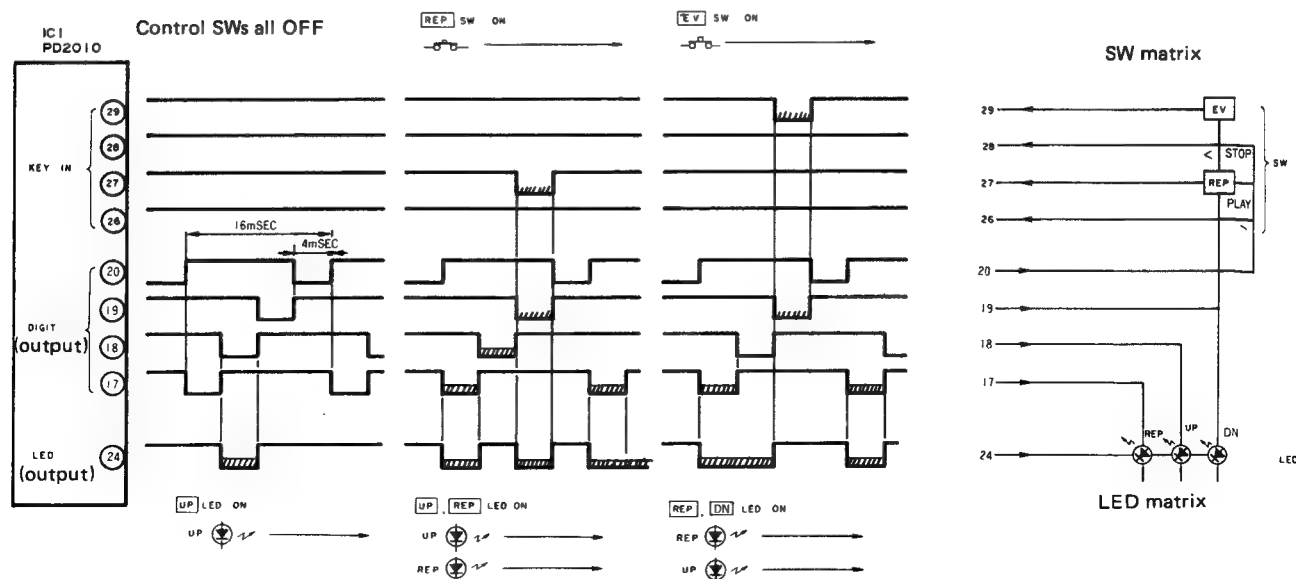 IC1
PD2010
Control SWs all OFF
REP SW ON
EV SW ON
SW matrix
KEY IN
29
28
27
26
16mSEC
4mSEC
DIGIT
(output)
20
19
18
17
LED
(output)
24
UP LED ON
UP
UP, REP LED ON
UP
REP
REP, DN LED ON
REP
UP
29
EV
28
STOP
SW
27
REP
PLAY
26
20
19
18
17
REP
UP
DN
24
LED
LED matrix